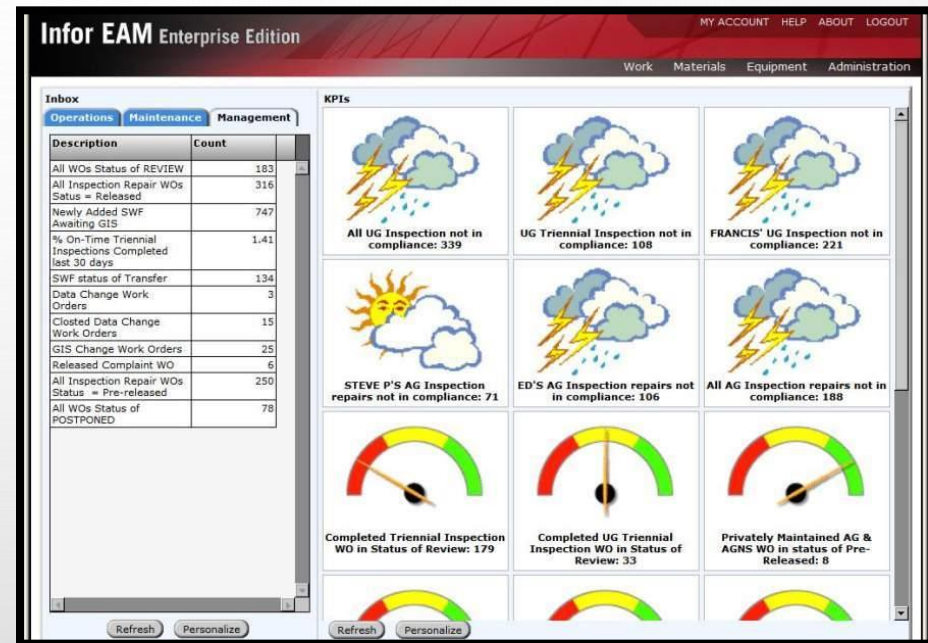 Infor EAM Enterprise Edition
MY ACCOUNT HELP ABOUT LOGOUT
Work Materials Equipment Administration
Inbox
Operations Maintenance Management
Description Count
All WOs Status of REVIEW 183
All Inspection Repair WOs
Satus = Released 316
Newly Added SWF
Awaiting GIS 747
% On-Time Triennial
Inspections Completed
last 30 days 1.41
SWF status of Transfer 134
Data Change Work
Orders 3
Closted Data Change
Work Orders 15
GIS Change Work Orders 25
Released Complaint WO 6
All Inspection Repair WOs
Status = Pre-released 250
All WOs Status of
POSTPONED 78
Refresh Personalize
KPIs
All UG Inspection not in
compliance: 339
UG Triennial Inspection not in
compliance: 108
FRANCIS' UG Inspection not in
compliance: 221
STEVE P'S AG Inspection
repairs not in compliance: 71
ED'S AG Inspection repairs not
in compliance: 106
All AG Inspection repairs not in
compliance: 188
Completed Triennial Inspection
WO in Status of Review: 179
Completed UG Triennial
Inspection WO in Status of
Review: 33
Privately Maintained AG &
AGNS WO in status of Pre-
Released: 8
Refresh Personalize